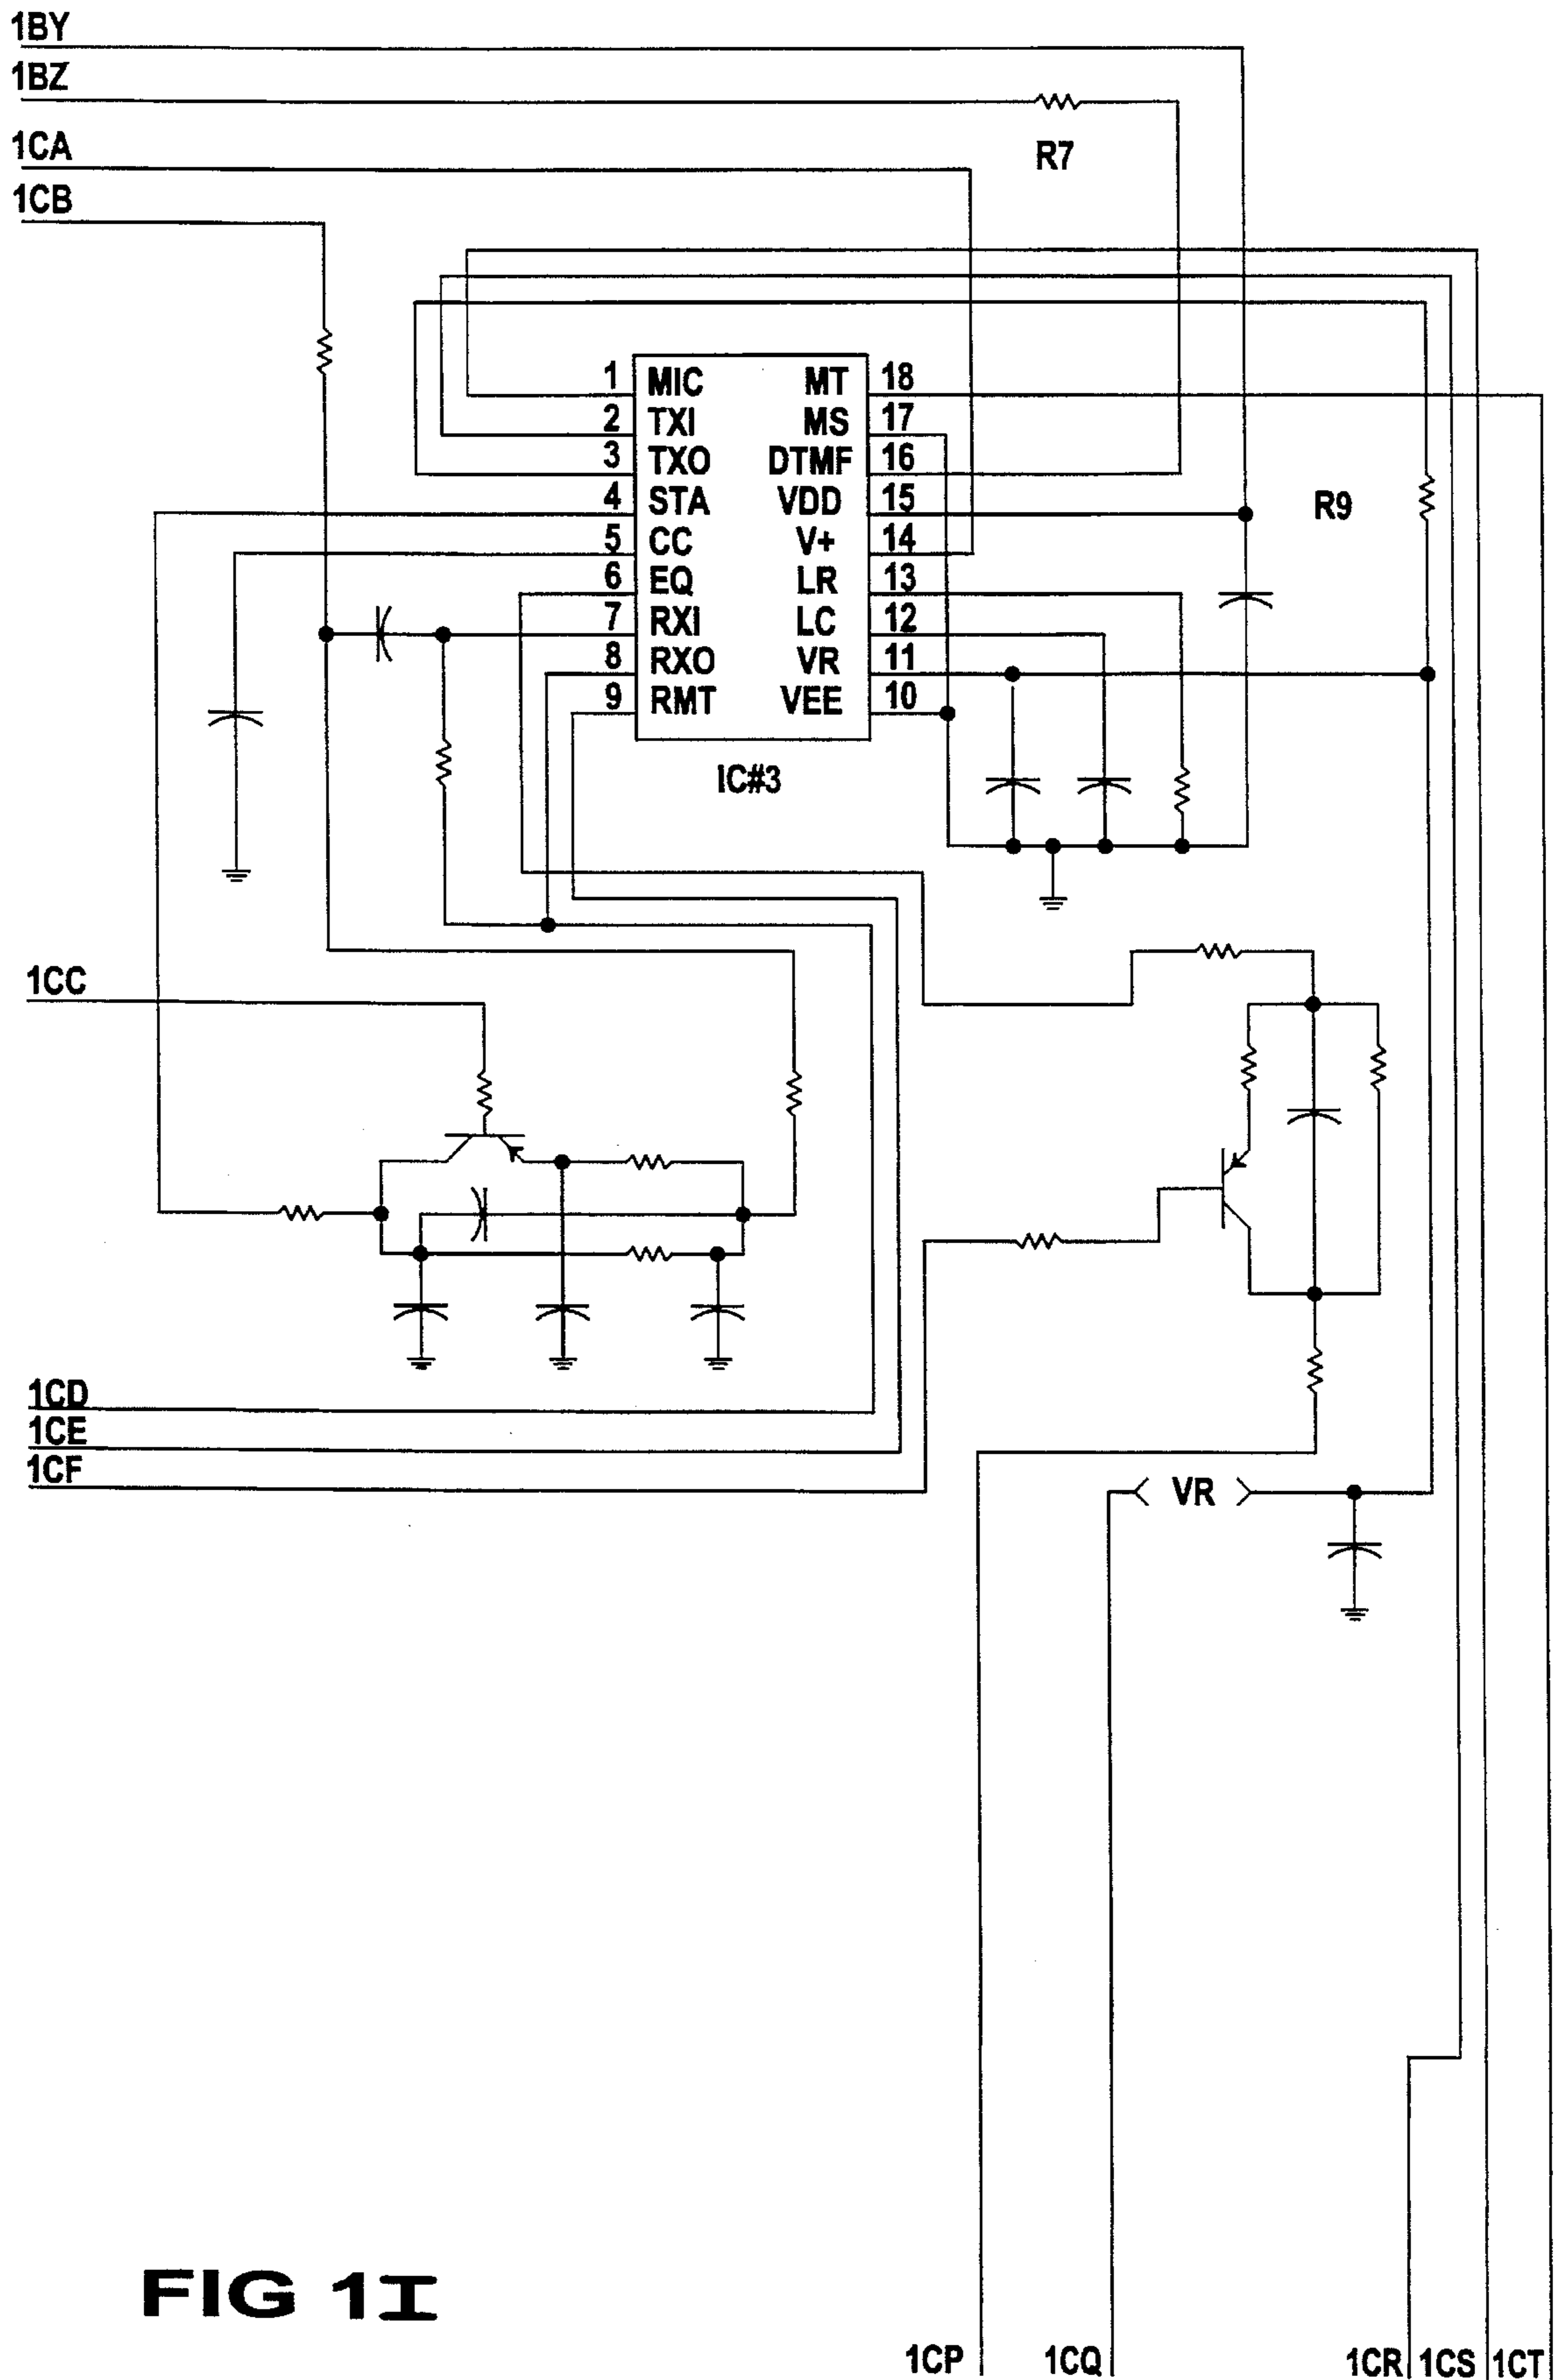 1BY
1BZ
1CA
R7
1CB
1 MIC MT 18
2 TXI MS 17
3 TXO DTMF 16
4 STA VDD 15
R9
5 CC V+ 14
6 EQ LR 13
7 RXI LC 12
8 RXO VR 11
9 RMT VEE 10
IC#3
1CC
1CD
1CE
1CF
VR
FIG 1I
1CP 1CQ 1CR 1CS 1CT